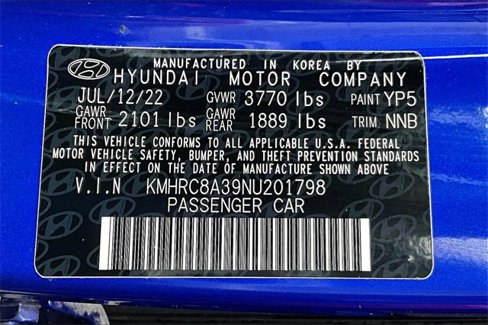 MANUFACTURED IN KOREA BY
HYUNDAI MOTOR COMPANY
JUL/12/22 GVWR 3770 lbs PAINT YP5
GAWR FRONT 2101 lbs GAWR REAR 1889 lbs TRIM NNB
THIS VEHICLE CONFORMS TO ALL APPLICABLE U.S.A. FEDERAL
MOTOR VEHICLE SAFETY, BUMPER, AND THEFT PREVENTION
STANDARDS IN EFFECT ON THE DATE OF MANUFACTURE SHOWN ABOVE.
V.I.N KMHRC8A39NU201798
PASSENGER CAR